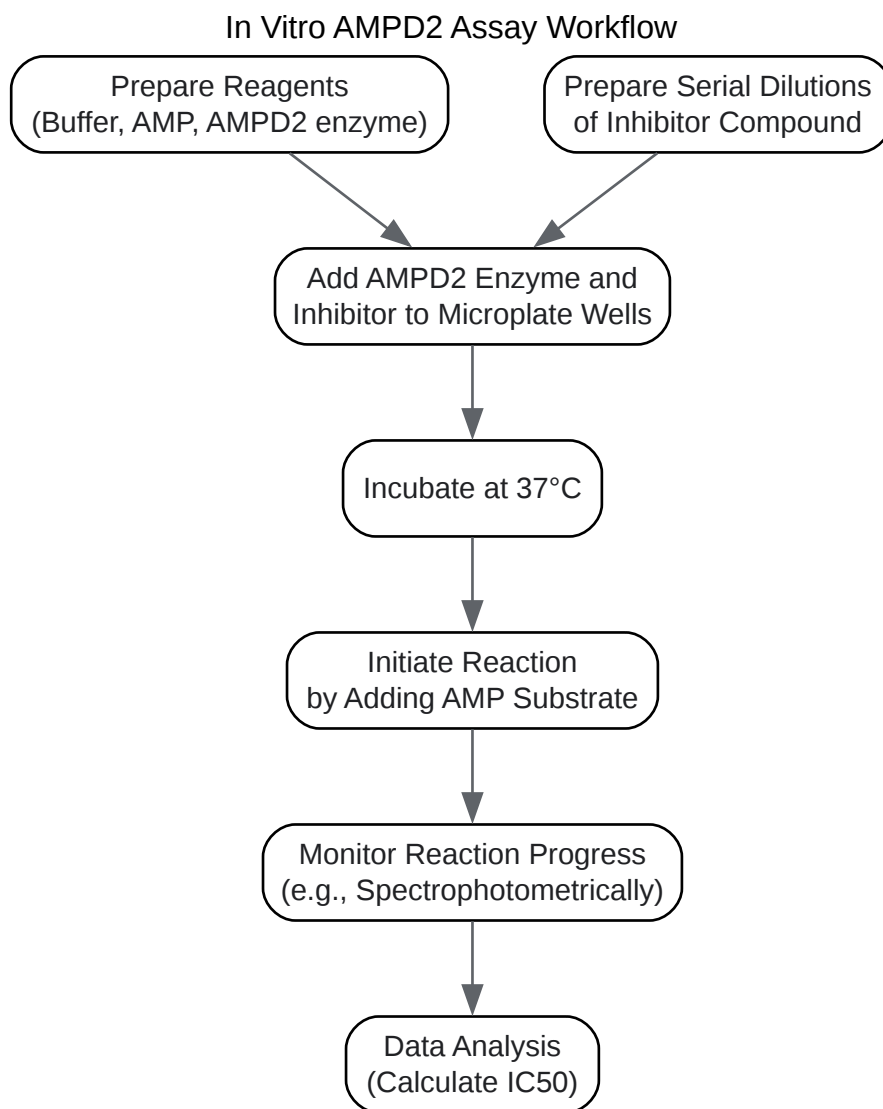 In Vitro AMPD2 Assay Workflow
Prepare Reagents
(Buffer, AMP, AMPD2 enzyme)
Prepare Serial Dilutions
of Inhibitor Compound
Add AMPD2 Enzyme and
Inhibitor to Microplate Wells
Incubate at 37°C
Initiate Reaction
by Adding AMP Substrate
Monitor Reaction Progress
(e.g., Spectrophotometrically)
Data Analysis
(Calculate IC50)